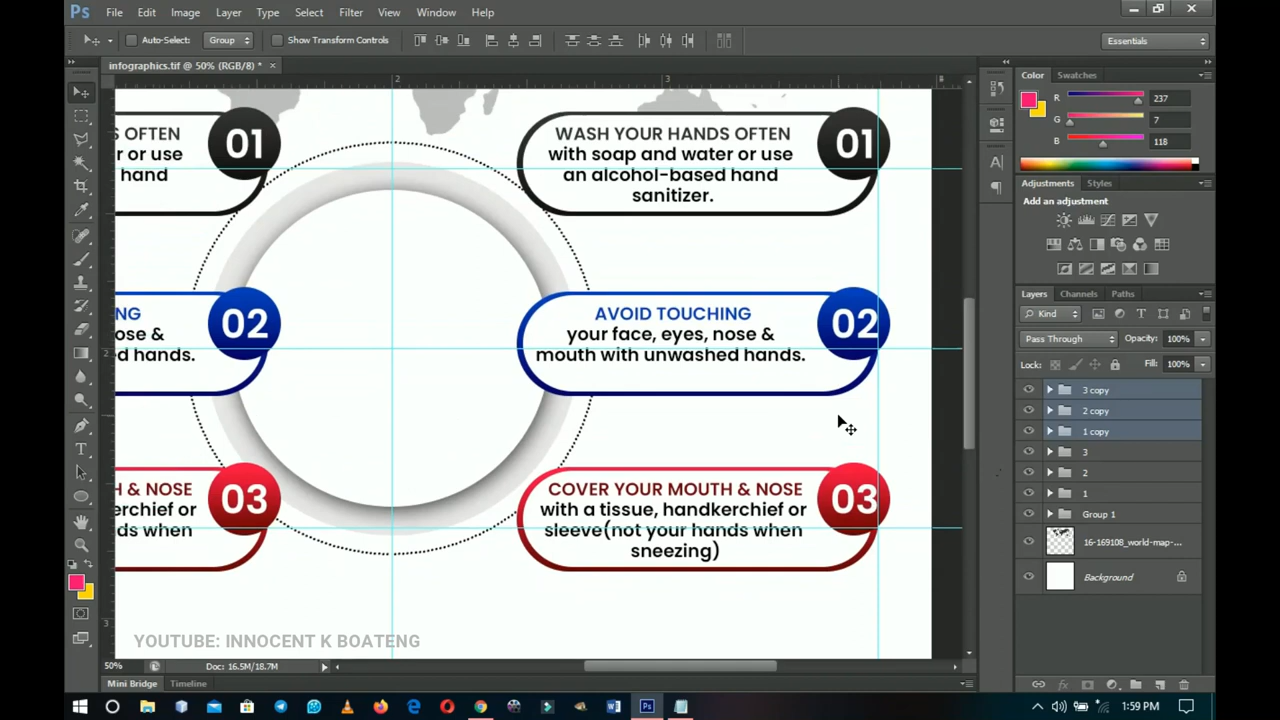 Ps File Edit Image Layer Type Select Filter View Window Help
Auto-Select: Group Show Transform Controls Essentials
infographics.tif @ 50% (RGB/8) * ×
2 3
Color Swatches
R 237
G 7
B 118
Adjustments Styles
Add an adjustment
Layers Channels Paths
Kind
Pass Through Opacity: 100%
Lock: Fill: 100%
3 copy
2 copy
1 copy
3
2
1
Group 1
16-169108_world-map-...
Background
S OFTEN
r or use
hand
01
WASH YOUR HANDS OFTEN
with soap and water or use
an alcohol-based hand
sanitizer.
01
NG
ose &
d hands.
02
AVOID TOUCHING
your face, eyes, nose &
mouth with unwashed hands.
02
H & NOSE
erchief or
ds when
03
COVER YOUR MOUTH & NOSE
with a tissue, handkerchief or
sleeve(not your hands when
sneezing)
03
YOUTUBE: INNOCENT K BOATENG
50% Doc: 16.5M/18.7M
Mini Bridge Timeline
1:59 PM